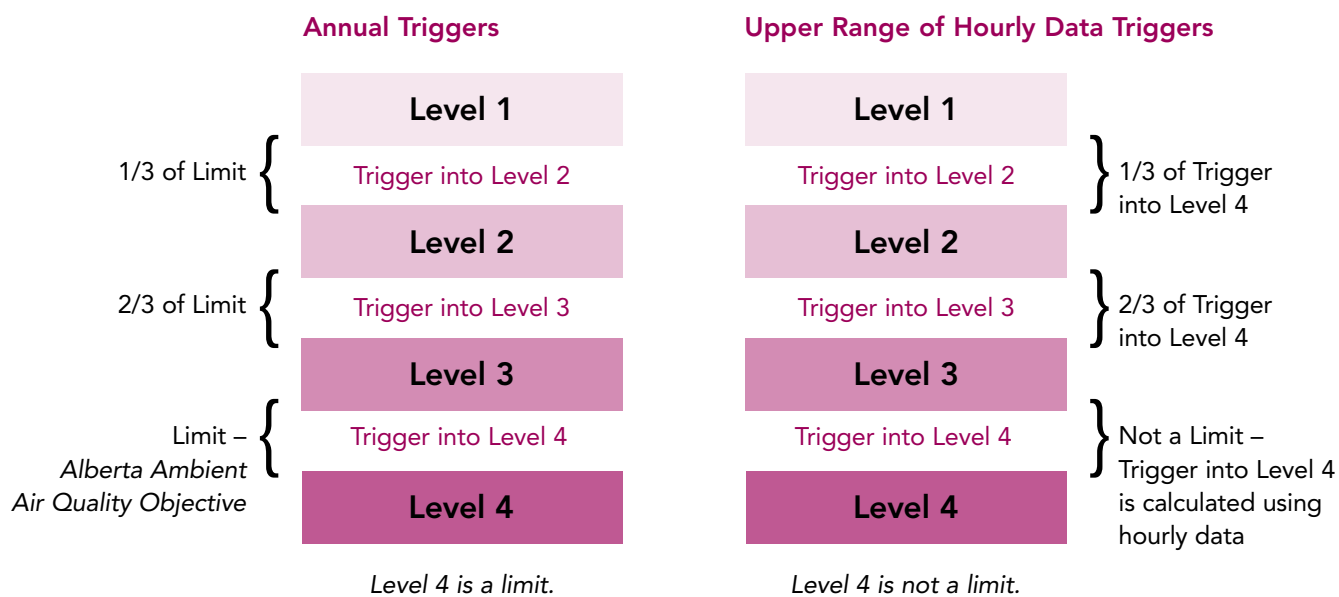 Annual Triggers
Level 1
1/3 of Limit
Trigger into Level 2
Level 2
2/3 of Limit
Trigger into Level 3
Level 3
Limit –
Alberta Ambient
Air Quality Objective
Trigger into Level 4
Level 4
Level 4 is a limit.
Upper Range of Hourly Data Triggers
Level 1
Trigger into Level 2
1/3 of Trigger
into Level 4
Level 2
Trigger into Level 3
2/3 of Trigger
into Level 4
Level 3
Trigger into Level 4
Not a Limit –
Trigger into Level 4
is calculated using
hourly data
Level 4
Level 4 is not a limit.